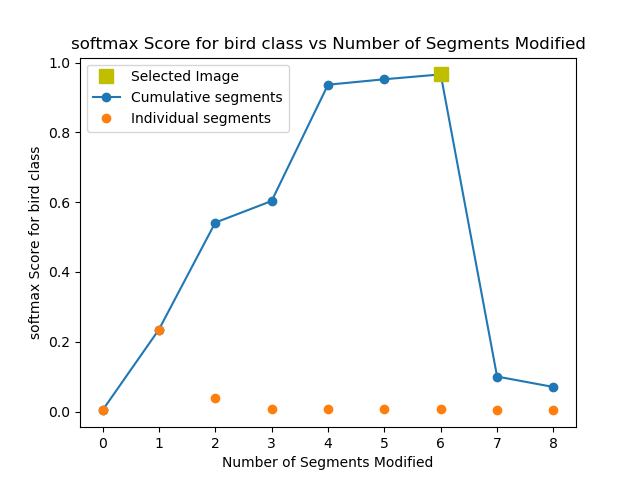 softmax Score for bird class vs Number of Segments Modified
Selected Image
Cumulative segments
Individual segments
softmax Score for bird class
1.0
0.8
0.6
0.4
0.2
0.0
0 1 2 3 4 5 6 7 8
Number of Segments Modified